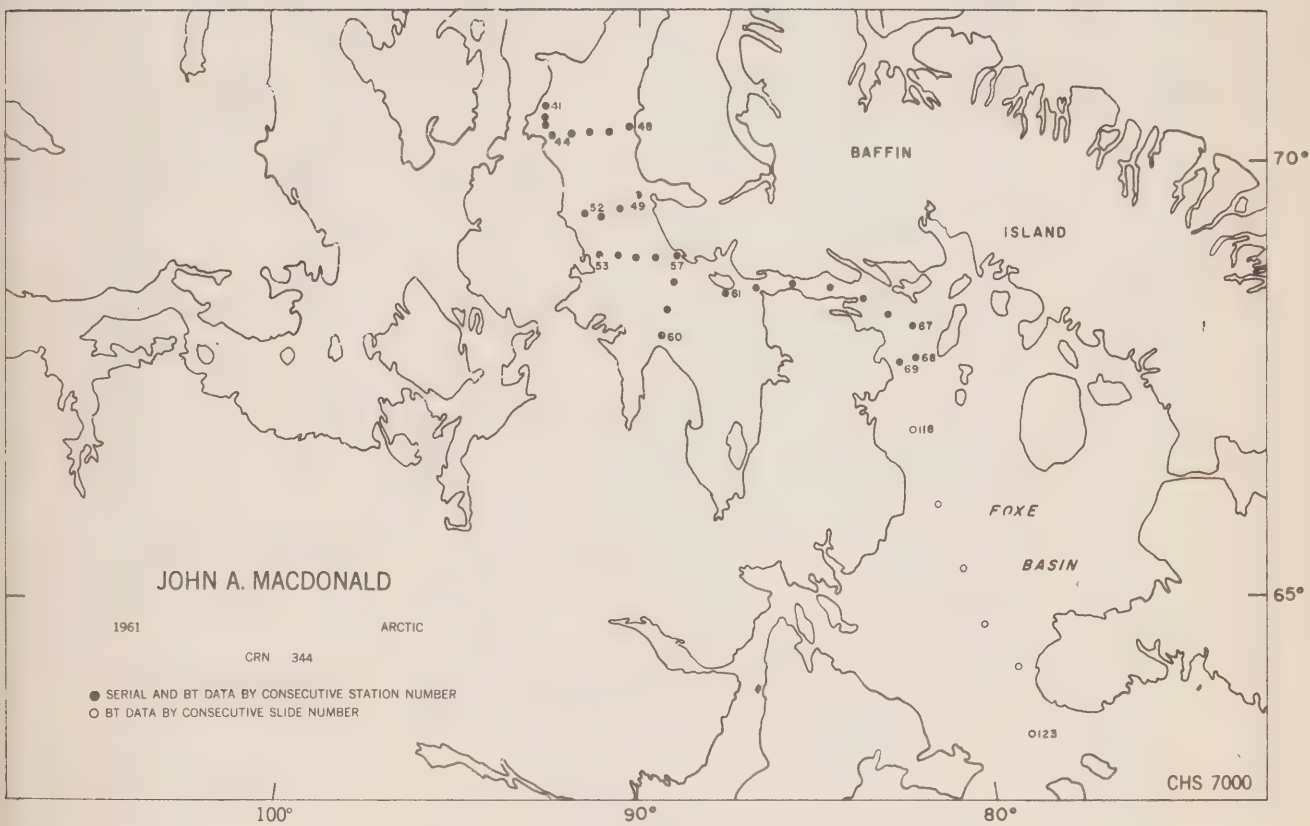 41
48
44
BAFFIN
70°
52
49
ISLAND
53
57
61
67
60
68
69
118
FOXE
BASIN
JOHN A. MACDONALD
65°
1961 ARCTIC
CRN 344
SERIAL AND BT DATA BY CONSECUTIVE STATION NUMBER
BT DATA BY CONSECUTIVE SLIDE NUMBER
123
CHS 7000
100°
90°
80°